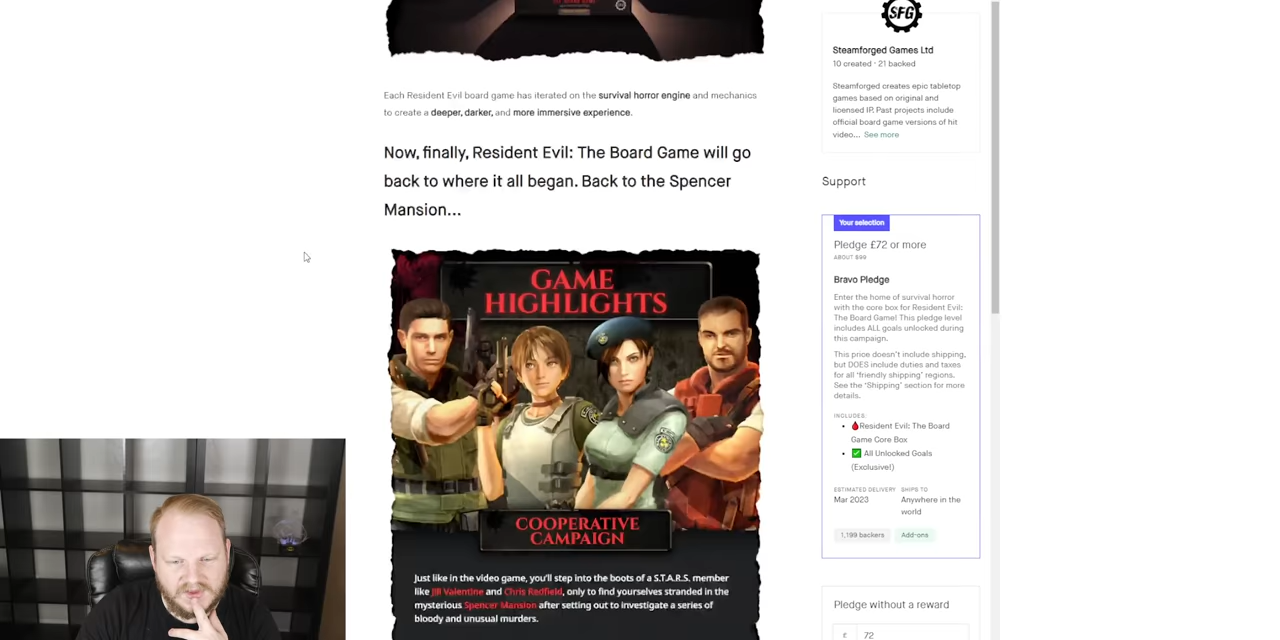 SFG
Steamforged Games Ltd
10 created · 21 backed
Steamforged creates epic tabletop
games based on original and
licensed IP. Past projects include
official board game versions of hit
video... See more
Each Resident Evil board game has iterated on the survival horror engine and mechanics
to create a deeper, darker, and more immersive experience.
Now, finally, Resident Evil: The Board Game will go
back to where it all began. Back to the Spencer
Mansion...
GAME
HIGHLIGHTS
COOPERATIVE
CAMPAIGN
Just like in the video game, you'll step into the boots of a S.T.A.R.S. member
like Jill Valentine and Chris Redfield, only to find yourselves stranded in the
mysterious Spencer Mansion after setting out to investigate a series of
bloody and unusual murders.
Support
Your selection
Pledge £72 or more
ABOUT $99
Bravo Pledge
Enter the home of survival horror
with the core box for Resident Evil:
The Board Game! This pledge level
includes ALL goals unlocked during
this campaign.
This price doesn't include shipping,
but DOES include duties and taxes
for all 'friendly shipping' regions.
See the 'Shipping' section for more
details.
INCLUDES:
Resident Evil: The Board
Game Core Box
All Unlocked Goals
(Exclusive!)
ESTIMATED DELIVERY SHIPS TO
Mar 2023 Anywhere in the
world
1,199 backers Add-ons
Pledge without a reward
£ 72